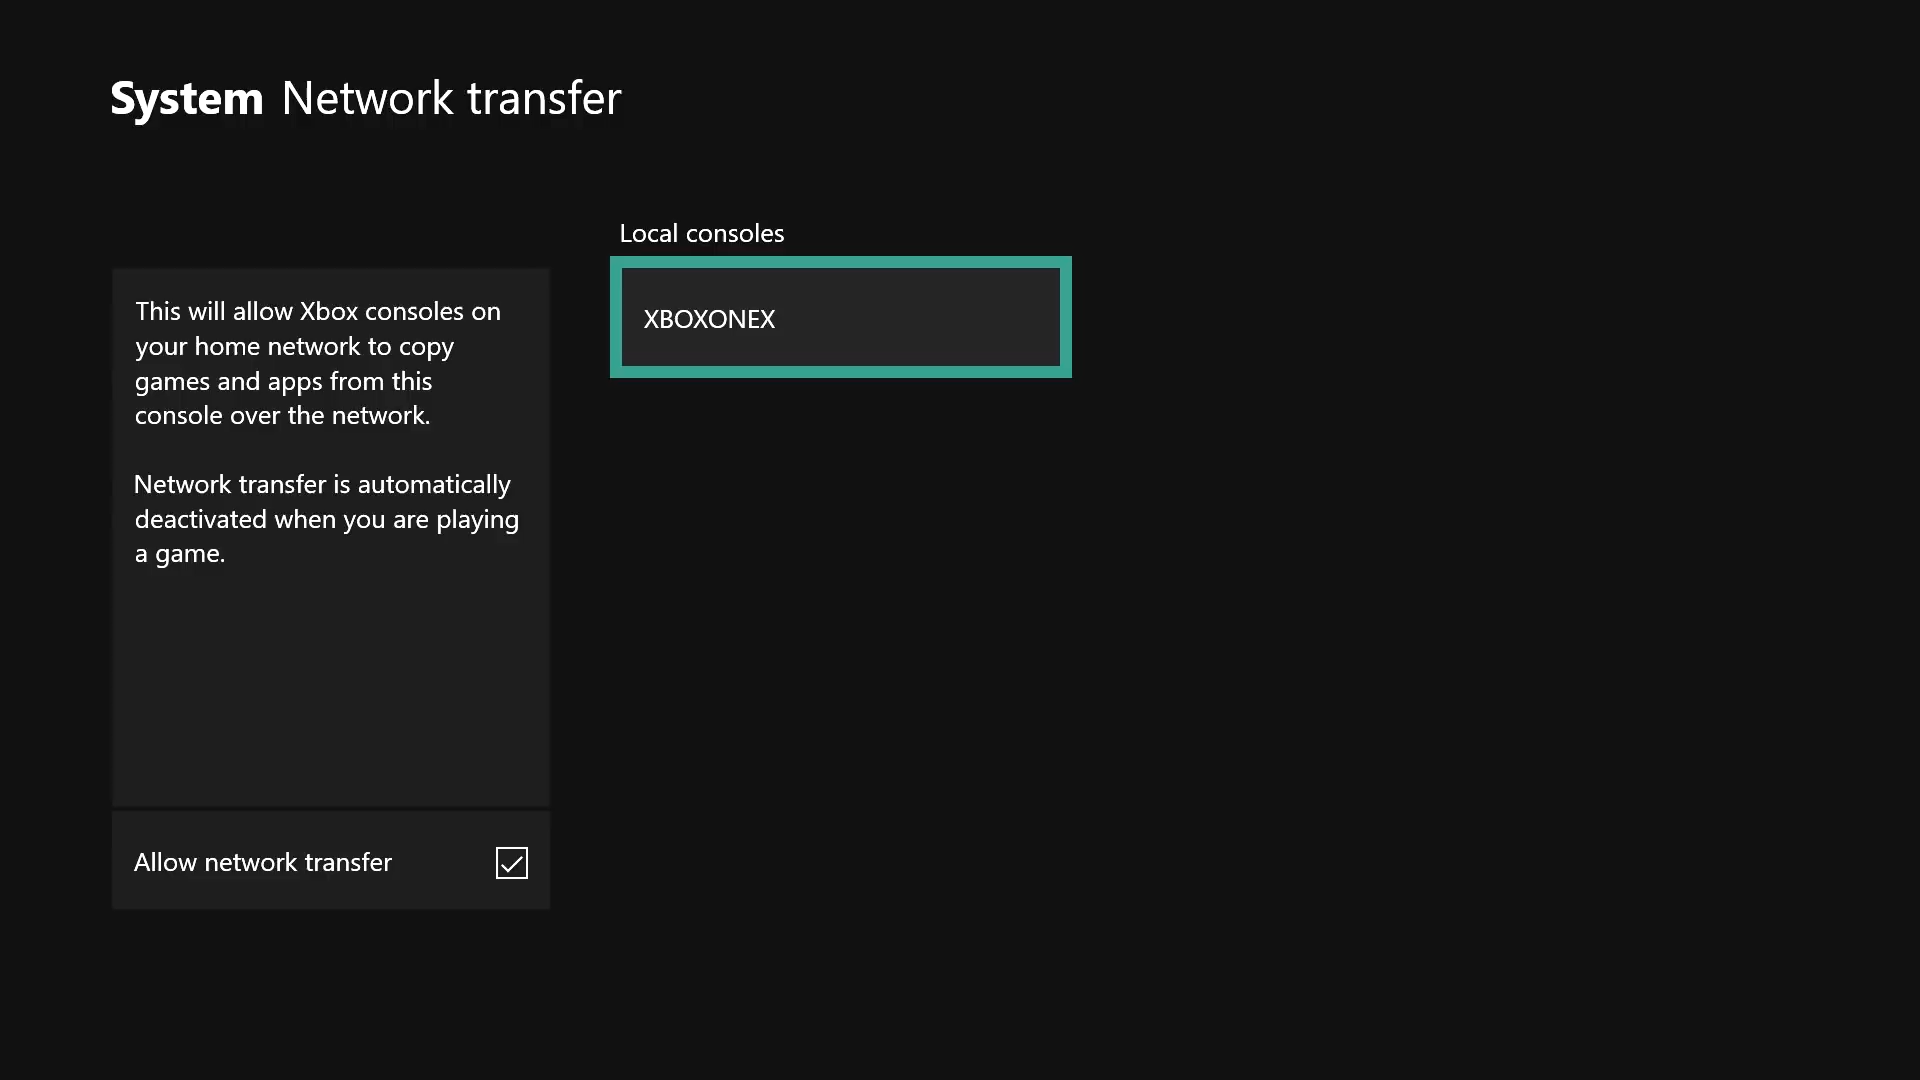 System Network transfer
Local consoles
XBOXONEX
This will allow Xbox consoles on
your home network to copy
games and apps from this
console over the network.
Network transfer is automatically
deactivated when you are playing
a game.
Allow network transfer